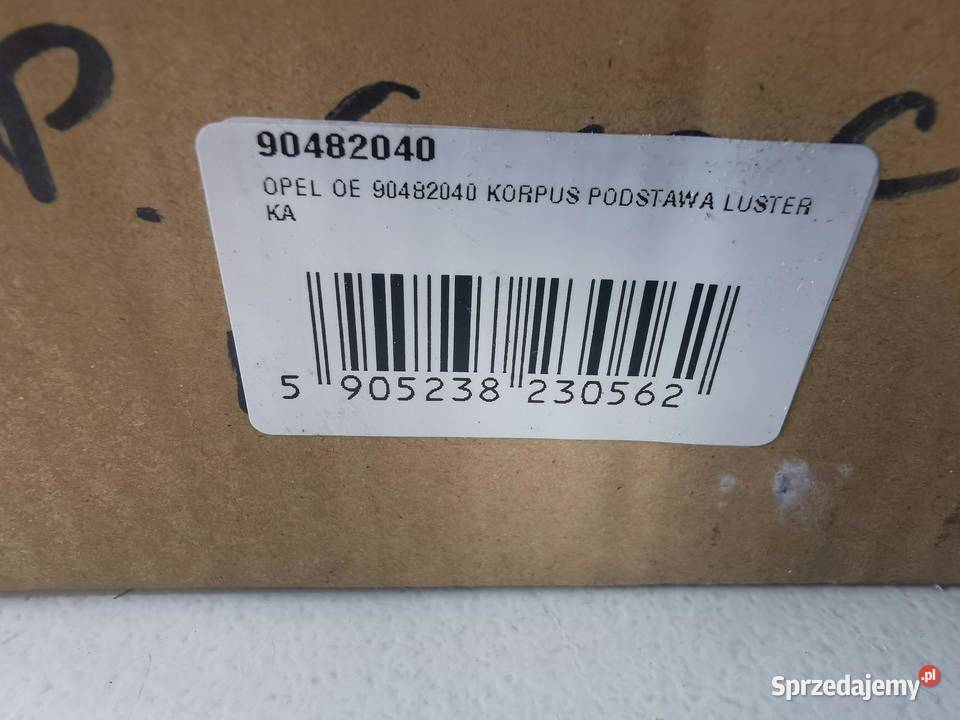 P.
90482040
OPEL OE 90482040 KORPUS PODSTAWA LUSTER
KA
5 905238 230562
Sprzedajemy.pl